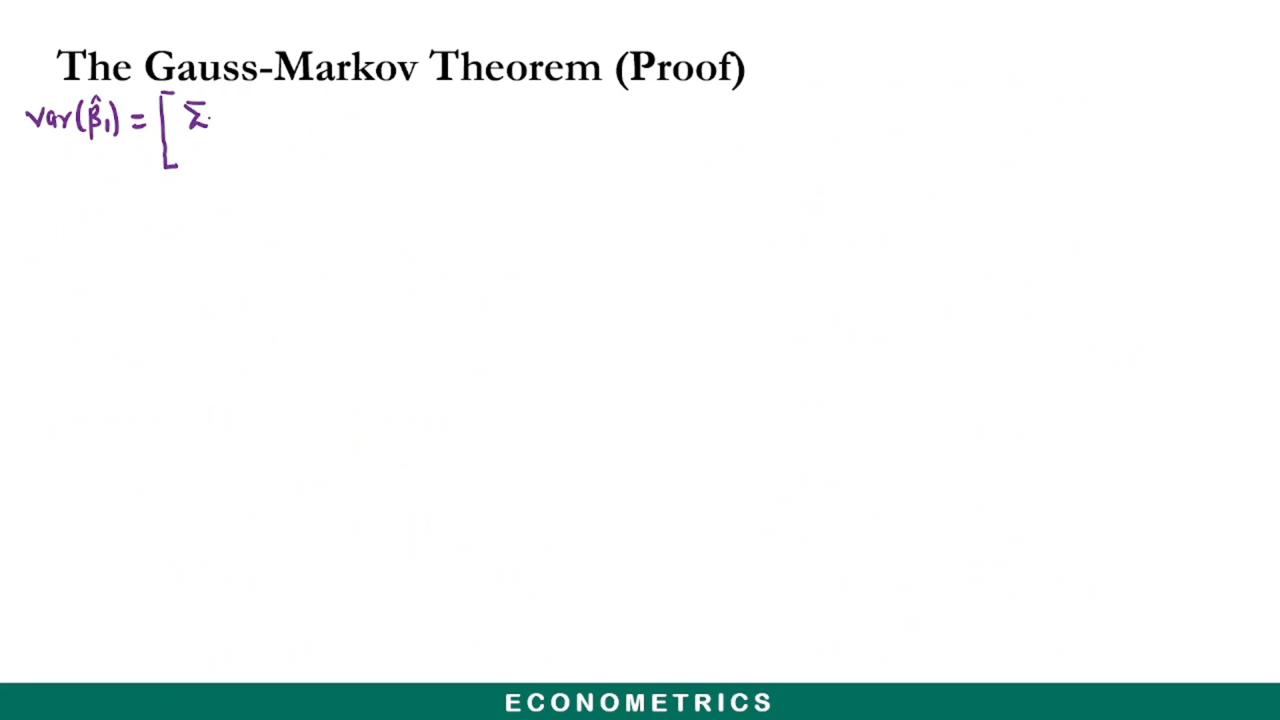 The Gauss-Markov Theorem (Proof)
var(β̂₁) = [ Σ
ECONOMETRICS